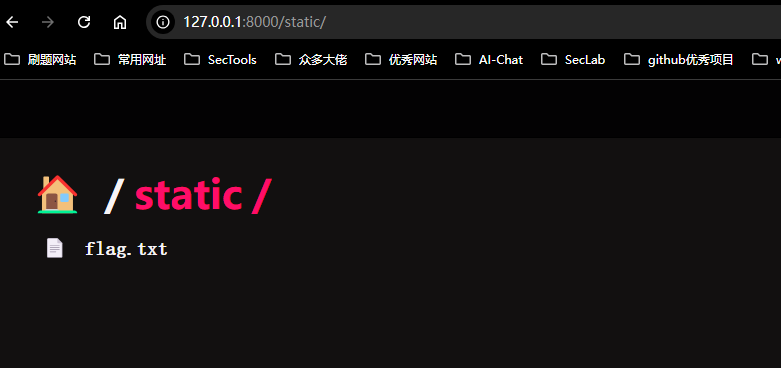 127.0.0.1:8000/static/
刷题网站 常用网址 SecTools 众多大佬 优秀网站 AI-Chat SecLab github优秀项目
/ static /
flag.txt